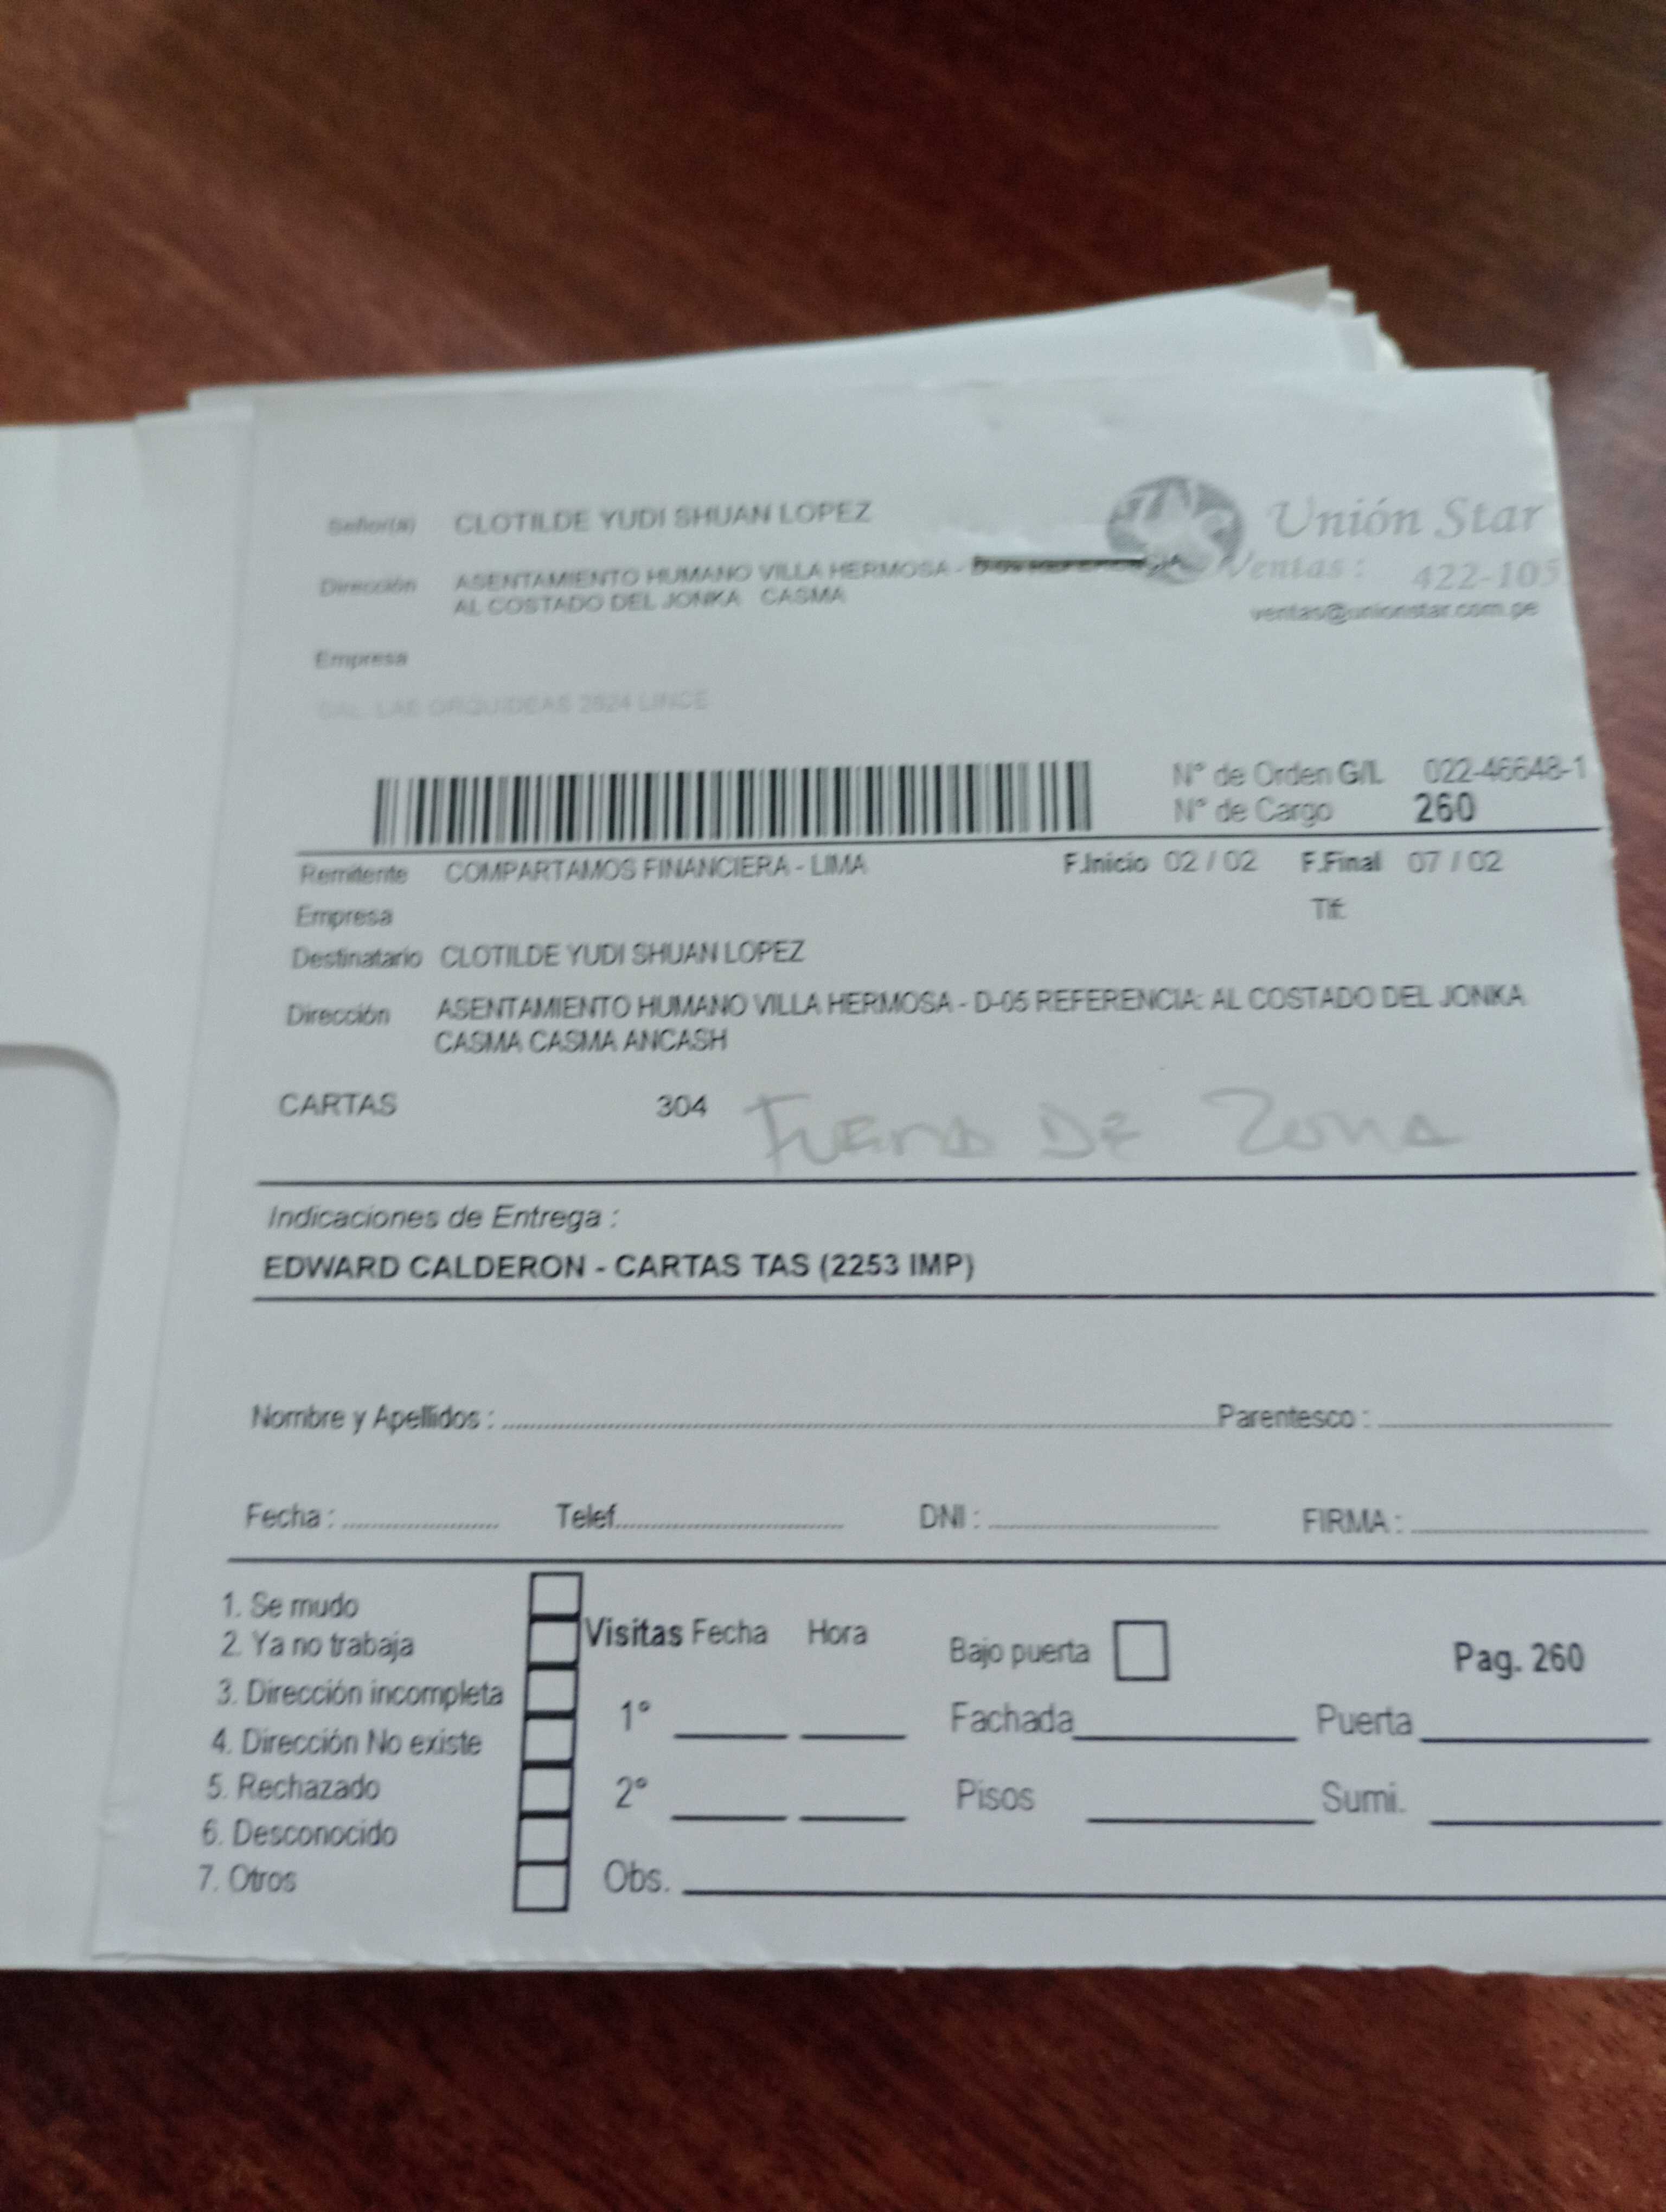 Señor(a) CLOTILDE YUDI SHUAN LOPEZ
Unión Star
Dirección ASENTAMIENTO HUMANO VILLA HERMOSA -
AL COSTADO DEL JONKA CASMA
Ventas: 422-105
ventas@unionstar.com.pe
Empresa
CAL. LAS ORQUIDEAS 2624 LINCE
N° de Orden G/L 022-46648-1
N° de Cargo 260
Remitente COMPARTAMOS FINANCIERA - LIMA F.Inicio 02 / 02 F.Final 07 / 02
Empresa Tlf:
Destinatario CLOTILDE YUDI SHUAN LOPEZ
Dirección ASENTAMIENTO HUMANO VILLA HERMOSA - D-05 REFERENCIA: AL COSTADO DEL JONKA
CASMA CASMA ANCASH
CARTAS 304 FUERA DE ZONA
Indicaciones de Entrega :
EDWARD CALDERON - CARTAS TAS (2253 IMP)
Nombre y Apellidos : Parentesco :
Fecha : Telef. DNI : FIRMA :
1. Se mudo
2. Ya no trabaja
3. Dirección incompleta
4. Dirección No existe
5. Rechazado
6. Desconocido
7. Otros
Visitas Fecha Hora
1°
2°
Obs.
Bajo puerta Pag. 260
Fachada Puerta
Pisos Sumi.